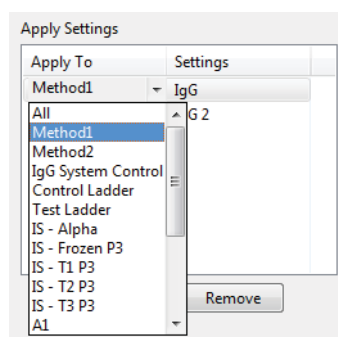 Apply Settings
Apply To Settings
Method1 IgG
All G 2
Method1
Method2
IgG System Control
Control Ladder
Test Ladder
IS - Alpha
IS - Frozen P3
IS - T1 P3
IS - T2 P3
IS - T3 P3
A1
Remove